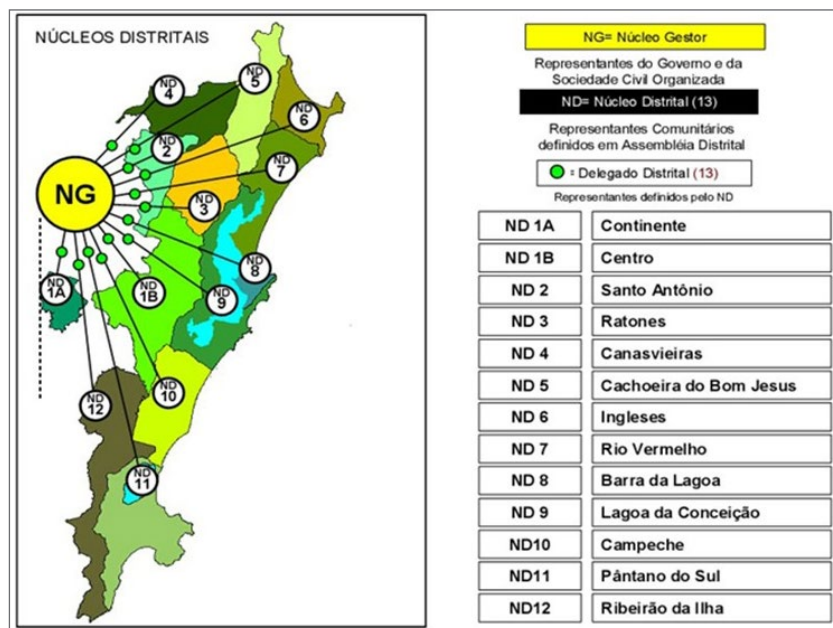 NÚCLEOS DISTRITAIS
ND
4
ND
5
ND
6
ND
2
ND
7
NG
ND
3
ND
8
ND
1A
ND
1B
ND
9
ND
10
ND
12
ND
11
NG= Núcleo Gestor
Representantes do Governo e da
Sociedade Civil Organizada
ND= Núcleo Distrital (13)
Representantes Comunitários
definidos em Assembléia Distrital
= Delegado Distrital (13)
Representantes definidos pelo ND
ND 1A Continente
ND 1B Centro
ND 2 Santo Antônio
ND 3 Ratones
ND 4 Canasvieiras
ND 5 Cachoeira do Bom Jesus
ND 6 Ingleses
ND 7 Rio Vermelho
ND 8 Barra da Lagoa
ND 9 Lagoa da Conceição
ND10 Campeche
ND11 Pântano do Sul
ND12 Ribeirão da Ilha